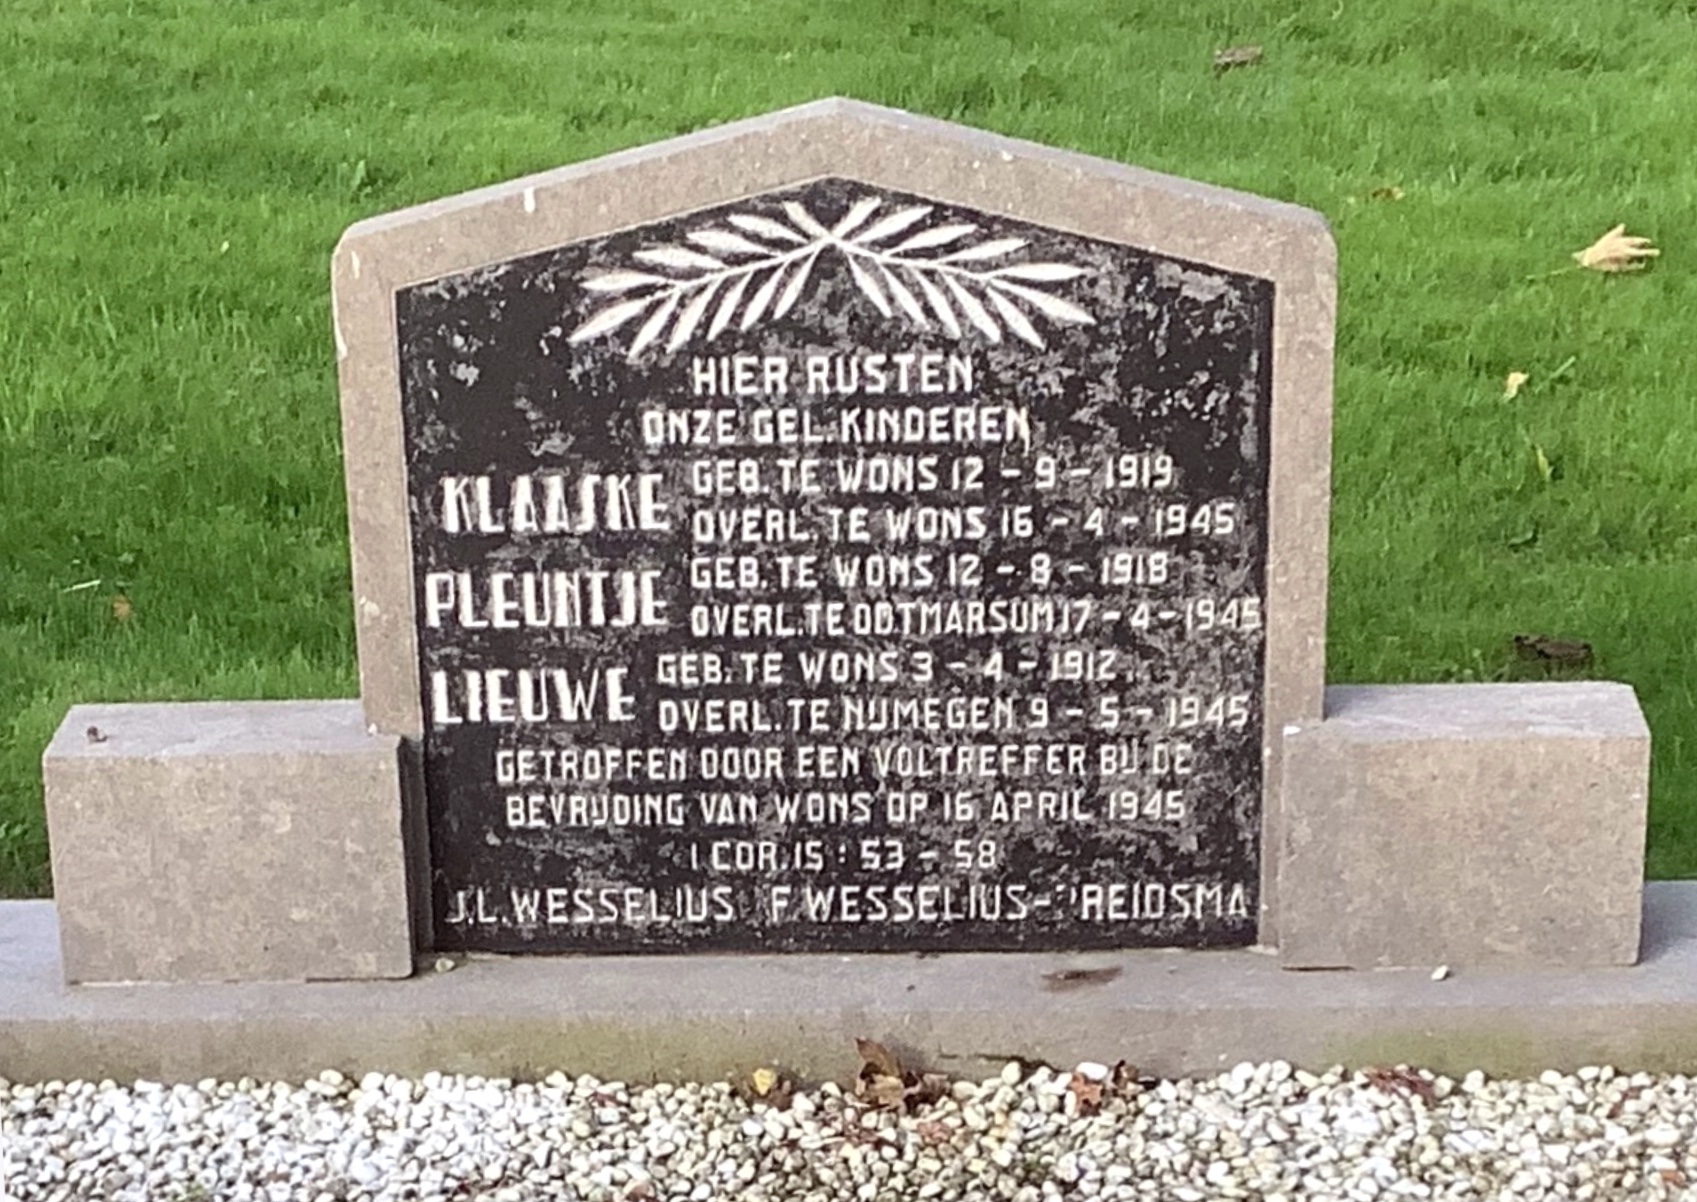 HIER RUSTEN
ONZE GEL. KINDEREN
KLAASKE GEB. TE WONS 12 - 9 - 1919
OVERL. TE WONS 16 - 4 - 1945
PLEUNTJE GEB. TE WONS 12 - 8 - 1918
OVERL. TE OOTMARSUM 17 - 4 - 1945
LIEUWE GEB. TE WONS 3 - 4 - 1912
OVERL. TE NIJMEGEN 9 - 5 - 1945
GETROFFEN DOOR EEN VOLTREFFER BIJ DE
BEVRIJDING VAN WONS OP 16 APRIL 1945
I COR. 15 : 53 - 58
J.L. WESSELIUS F. WESSELIUS-